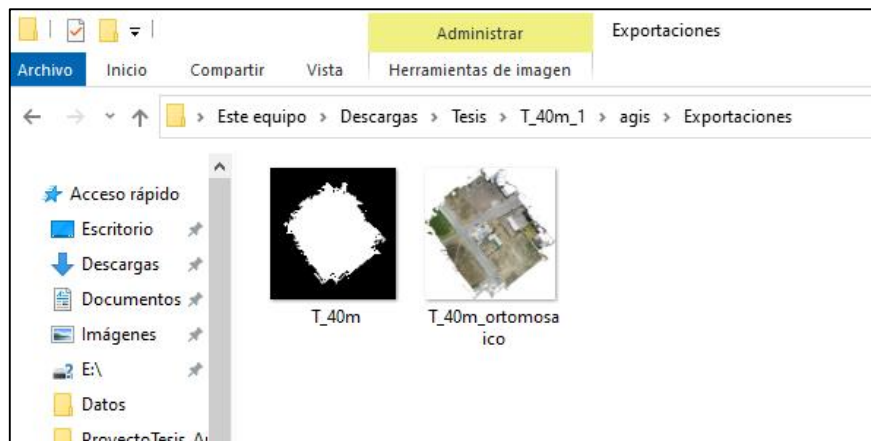 Administrar
Exportaciones
Archivo
Inicio
Compartir
Vista
Herramientas de imagen
Este equipo > Descargas > Tesis > T_40m_1 > agis > Exportaciones
Acceso rápido
Escritorio
Descargas
Documentos
Imágenes
E:\
Datos
T_40m
T_40m_ortomosa
ico